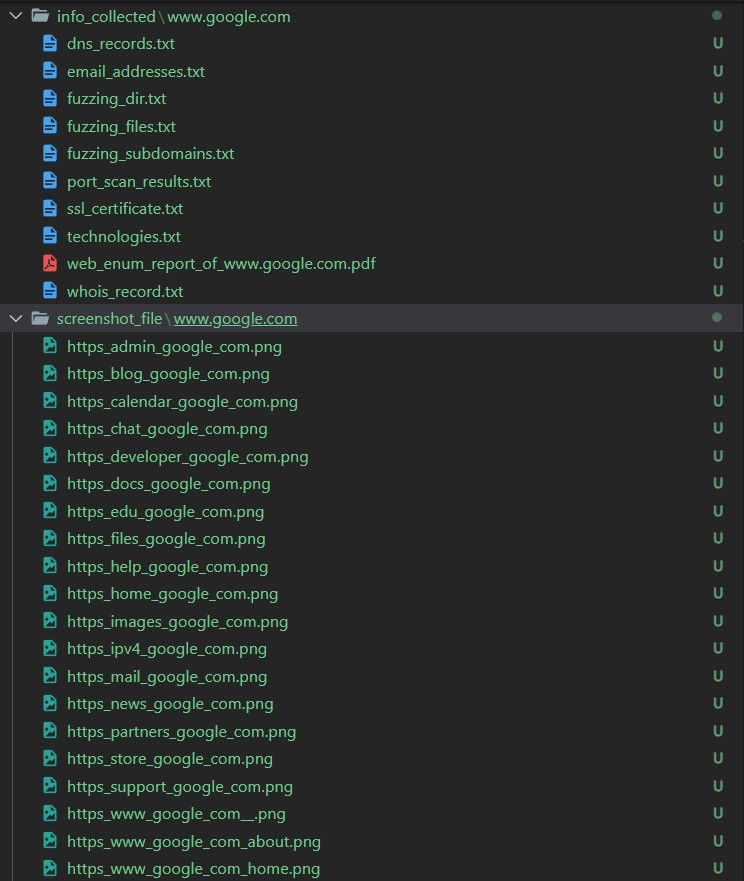 info_collected\www.google.com
dns_records.txt U
email_addresses.txt U
fuzzing_dir.txt U
fuzzing_files.txt U
fuzzing_subdomains.txt U
port_scan_results.txt U
ssl_certificate.txt U
technologies.txt U
web_enum_report_of_www.google.com.pdf U
whois_record.txt U
screenshot_file\www.google.com
https_admin_google_com.png U
https_blog_google_com.png U
https_calendar_google_com.png U
https_chat_google_com.png U
https_developer_google_com.png U
https_docs_google_com.png U
https_edu_google_com.png U
https_files_google_com.png U
https_help_google_com.png U
https_home_google_com.png U
https_images_google_com.png U
https_ipv4_google_com.png U
https_mail_google_com.png U
https_news_google_com.png U
https_partners_google_com.png U
https_store_google_com.png U
https_support_google_com.png U
https_www_google_com__.png U
https_www_google_com_about.png U
https_www_google_com_home.png U